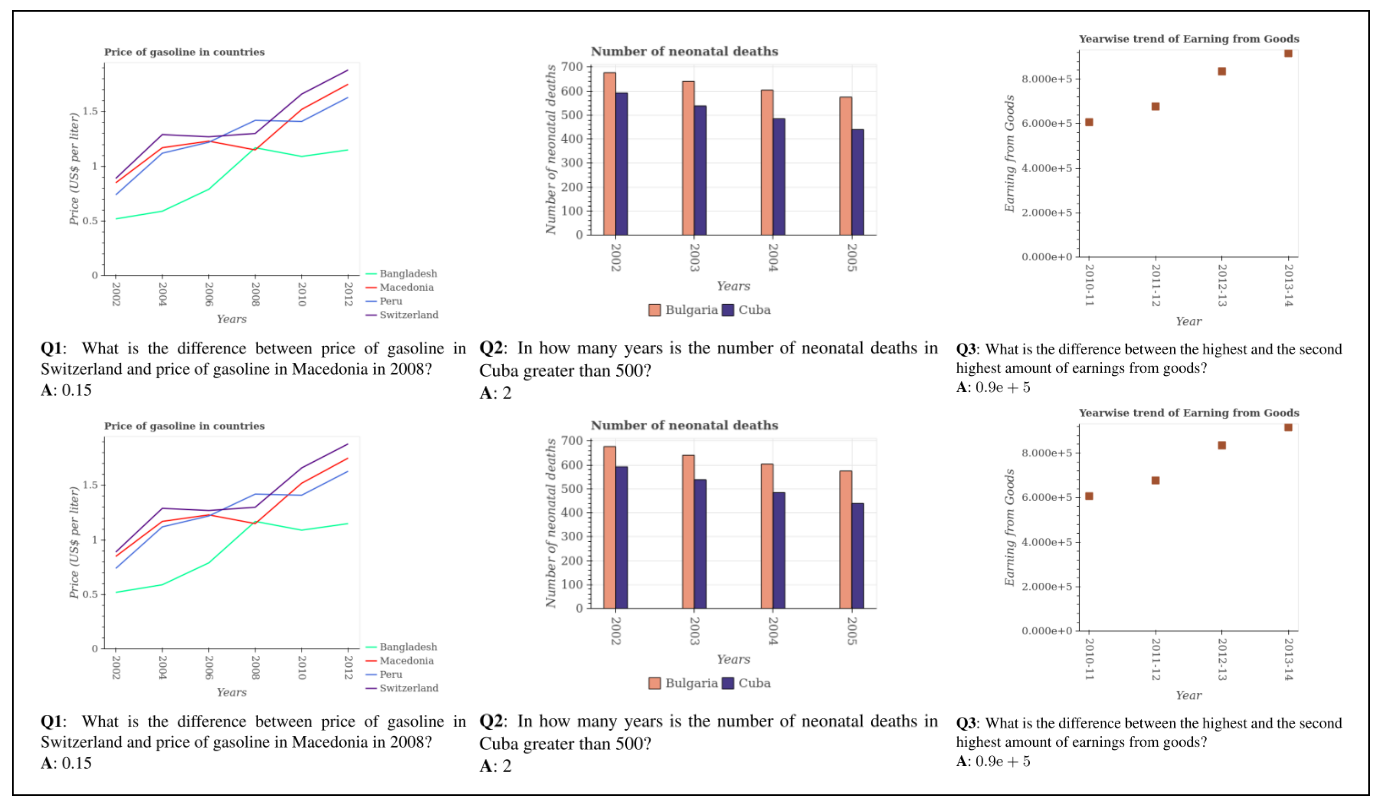 Price of gasoline in countries
Price (US$ per liter)
1.5
1
0.5
0
2002
2004
2006
2008
2010
2012
Years
Bangladesh
Macedonia
Peru
Switzerland
Q1: What is the difference between price of gasoline in
Switzerland and price of gasoline in Macedonia in 2008?
A: 0.15
Number of neonatal deaths
Number of neonatal deaths
700
600
500
400
300
200
100
0
2002
2003
2004
2005
Years
Bulgaria Cuba
Q2: In how many years is the number of neonatal deaths in
Cuba greater than 500?
A: 2
Yearwise trend of Earning from Goods
Earning from Goods
8.000e+5
6.000e+5
4.000e+5
2.000e+5
0.000e+0
2010-11
2011-12
2012-13
2013-14
Year
Q3: What is the difference between the highest and the second
highest amount of earnings from goods?
A: 0.9e + 5
Price of gasoline in countries
Price (US$ per liter)
1.5
1
0.5
0
2002
2004
2006
2008
2010
2012
Years
Bangladesh
Macedonia
Peru
Switzerland
Q1: What is the difference between price of gasoline in
Switzerland and price of gasoline in Macedonia in 2008?
A: 0.15
Number of neonatal deaths
Number of neonatal deaths
700
600
500
400
300
200
100
0
2002
2003
2004
2005
Years
Bulgaria Cuba
Q2: In how many years is the number of neonatal deaths in
Cuba greater than 500?
A: 2
Yearwise trend of Earning from Goods
Earning from Goods
8.000e+5
6.000e+5
4.000e+5
2.000e+5
0.000e+0
2010-11
2011-12
2012-13
2013-14
Year
Q3: What is the difference between the highest and the second
highest amount of earnings from goods?
A: 0.9e + 5